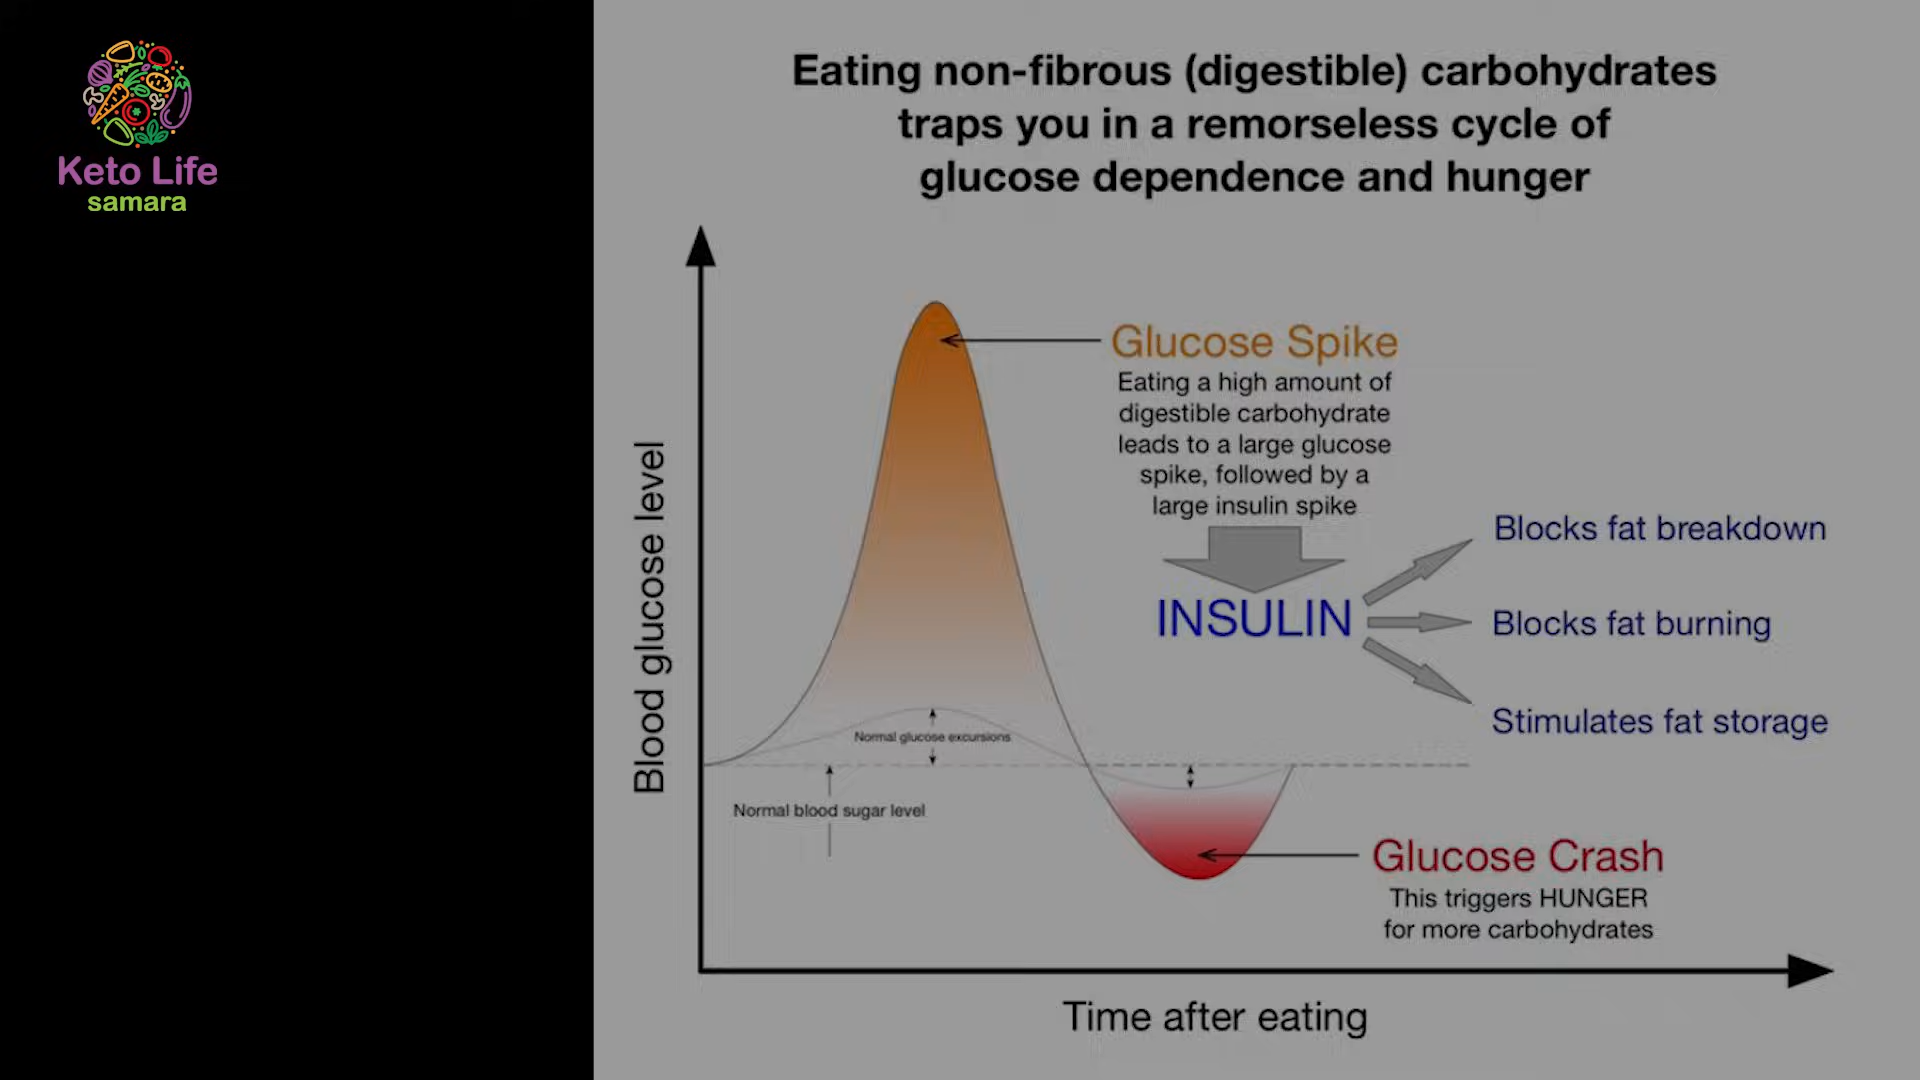 Keto Life
samara
Eating non-fibrous (digestible) carbohydrates
traps you in a remorseless cycle of
glucose dependence and hunger
Blood glucose level
Glucose Spike
Eating a high amount of
digestible carbohydrate
leads to a large glucose
spike, followed by a
large insulin spike
INSULIN
Blocks fat breakdown
Blocks fat burning
Stimulates fat storage
Normal glucose excursions
Normal blood sugar level
Glucose Crash
This triggers HUNGER
for more carbohydrates
Time after eating